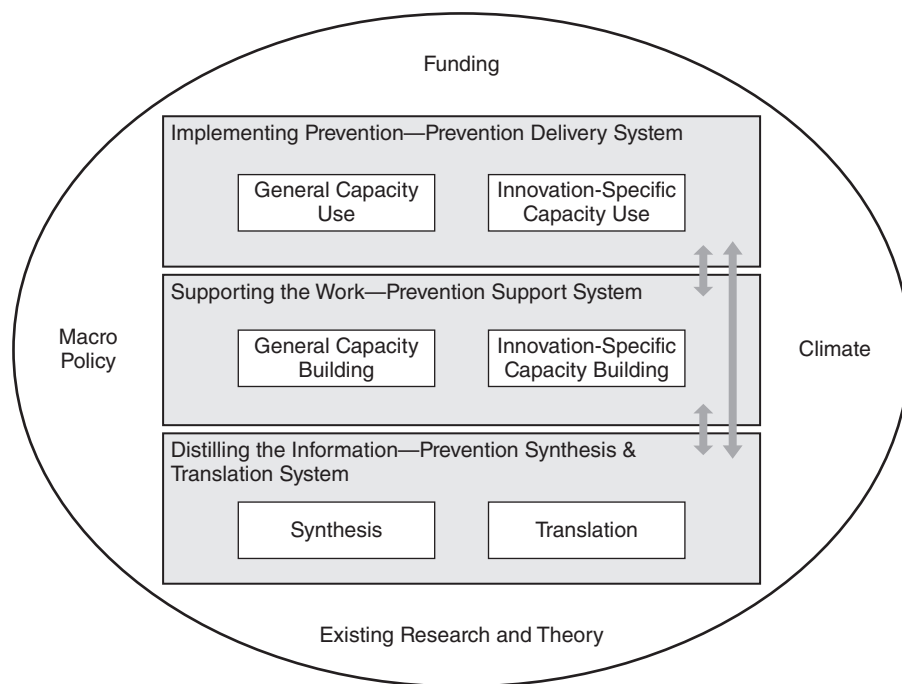 Funding
Implementing Prevention—Prevention Delivery System
General Capacity
Use
Innovation-Specific
Capacity Use
Supporting the Work—Prevention Support System
General Capacity
Building
Innovation-Specific
Capacity Building
Macro
Policy
Climate
Distilling the Information—Prevention Synthesis &
Translation System
Synthesis
Translation
Existing Research and Theory